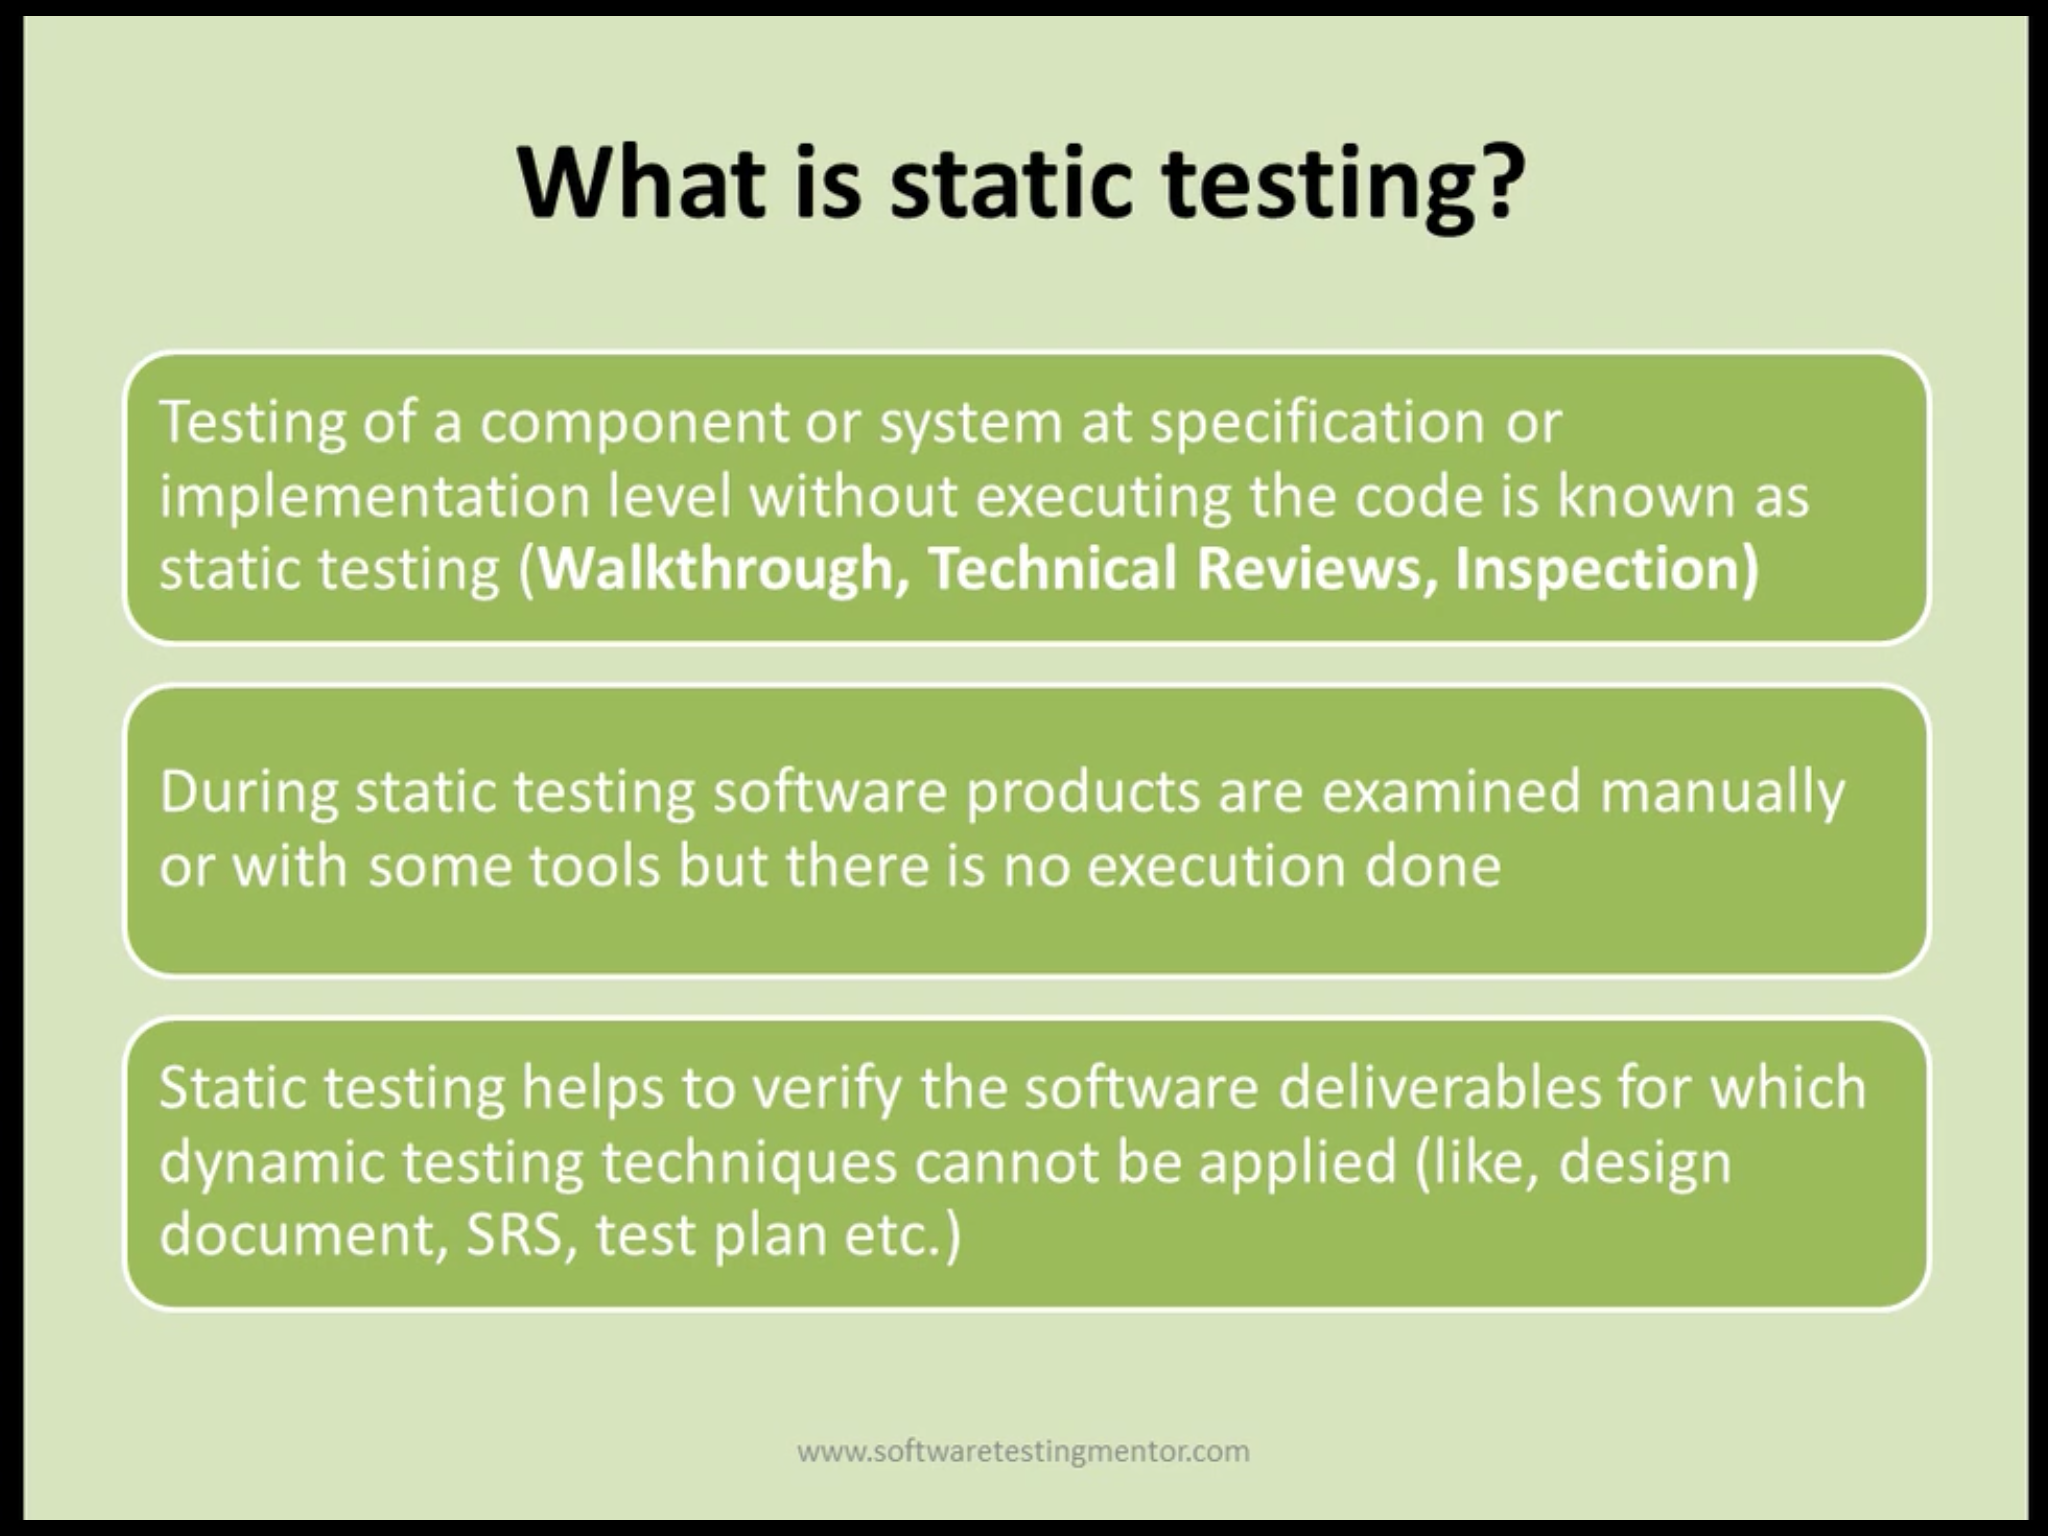 What is static testing?
Testing of a component or system at specification or
implementation level without executing the code is known as
static testing (Walkthrough, Technical Reviews, Inspection)
During static testing software products are examined manually
or with some tools but there is no execution done
Static testing helps to verify the software deliverables for which
dynamic testing techniques cannot be applied (like, design
document, SRS, test plan etc.)
www.softwaretestingmentor.com